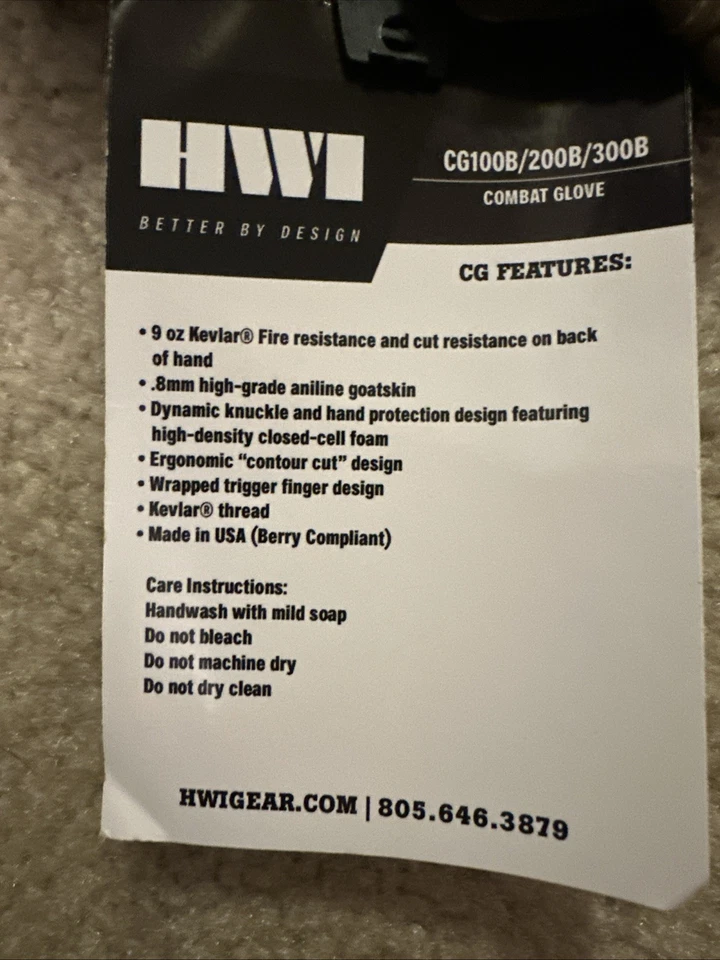 HWI
BETTER BY DESIGN
CG100B/200B/300B
COMBAT GLOVE
CG FEATURES:
• 9 oz Kevlar® Fire resistance and cut resistance on back
of hand
• .8mm high-grade aniline goatskin
• Dynamic knuckle and hand protection design featuring
high-density closed-cell foam
• Ergonomic “contour cut” design
• Wrapped trigger finger design
• Kevlar® thread
• Made in USA (Berry Compliant)
Care Instructions:
Handwash with mild soap
Do not bleach
Do not machine dry
Do not dry clean
HWIGEAR.COM | 805.646.3879